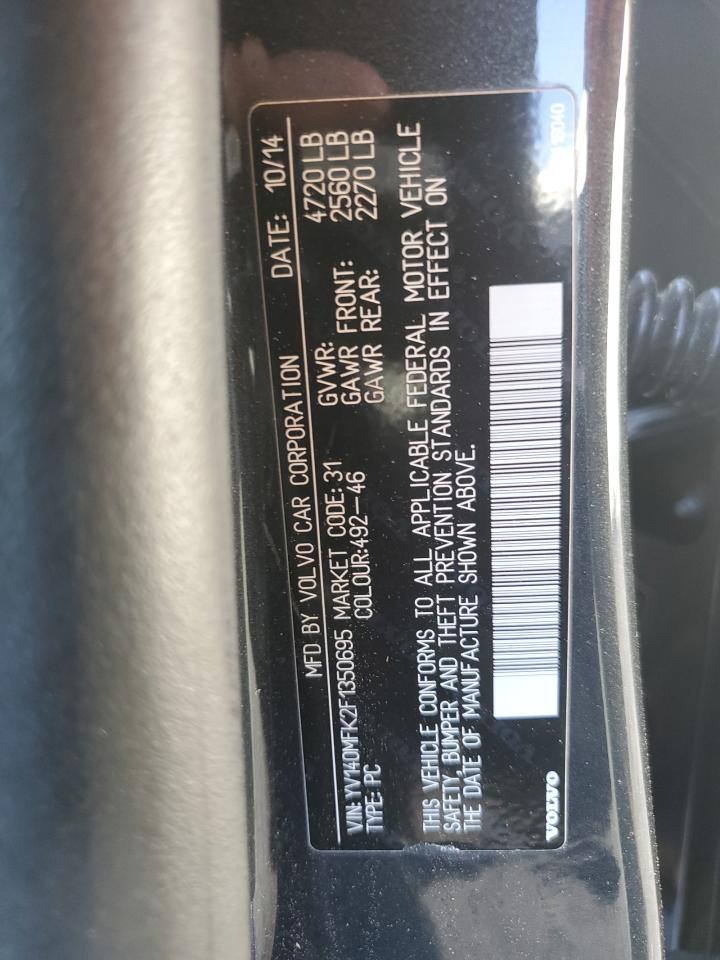 MFD BY VOLVO CAR CORPORATION DATE: 10/14
VIN: YV140MFK2F1350695 MARKET CODE: 31 GVWR: 4720 LB
TYPE: PC COLOUR:492-46 GAWR FRONT: 2560 LB
GAWR REAR: 2270 LB
THIS VEHICLE CONFORMS TO ALL APPLICABLE FEDERAL MOTOR VEHICLE
SAFETY, BUMPER AND THEFT PREVENTION STANDARDS IN EFFECT ON
THE DATE OF MANUFACTURE SHOWN ABOVE.
VOLVO